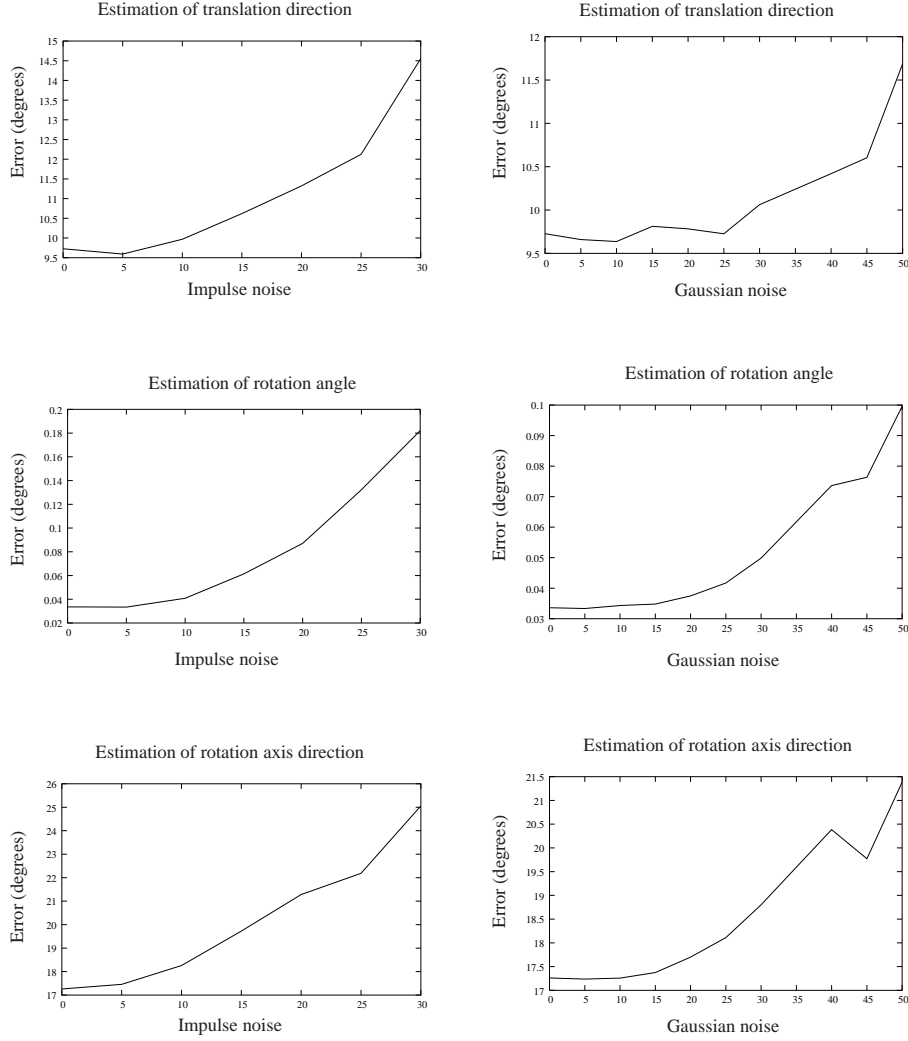 Estimation of translation direction
Error (degrees)
15
14.5
14
13.5
13
12.5
12
11.5
11
10.5
10
9.5
0 5 10 15 20 25 30
Impulse noise
Estimation of translation direction
Error (degrees)
12
11.5
11
10.5
10
9.5
0 5 10 15 20 25 30 35 40 45 50
Gaussian noise
Estimation of rotation angle
Error (degrees)
0.2
0.18
0.16
0.14
0.12
0.1
0.08
0.06
0.04
0.02
0 5 10 15 20 25 30
Impulse noise
Estimation of rotation angle
Error (degrees)
0.1
0.09
0.08
0.07
0.06
0.05
0.04
0.03
0 5 10 15 20 25 30 35 40 45 50
Gaussian noise
Estimation of rotation axis direction
Error (degrees)
26
25
24
23
22
21
20
19
18
17
0 5 10 15 20 25 30
Impulse noise
Estimation of rotation axis direction
Error (degrees)
21.5
21
20.5
20
19.5
19
18.5
18
17.5
17
0 5 10 15 20 25 30 35 40 45 50
Gaussian noise